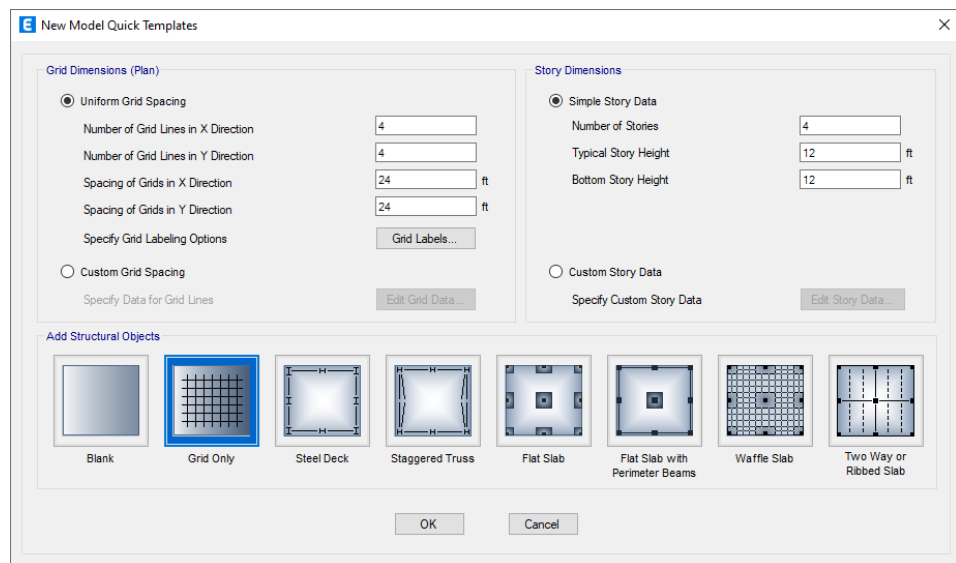 E New Model Quick Templates
Grid Dimensions (Plan)
Uniform Grid Spacing
Number of Grid Lines in X Direction 4
Number of Grid Lines in Y Direction 4
Spacing of Grids in X Direction 24 ft
Spacing of Grids in Y Direction 24 ft
Specify Grid Labeling Options Grid Labels...
Custom Grid Spacing
Specify Data for Grid Lines Edit Grid Data...
Story Dimensions
Simple Story Data
Number of Stories 4
Typical Story Height 12 ft
Bottom Story Height 12 ft
Custom Story Data
Specify Custom Story Data Edit Story Data...
Add Structural Objects
Blank
Grid Only
Steel Deck
Staggered Truss
Flat Slab
Flat Slab with
Perimeter Beams
Waffle Slab
Two Way or
Ribbed Slab
OK Cancel